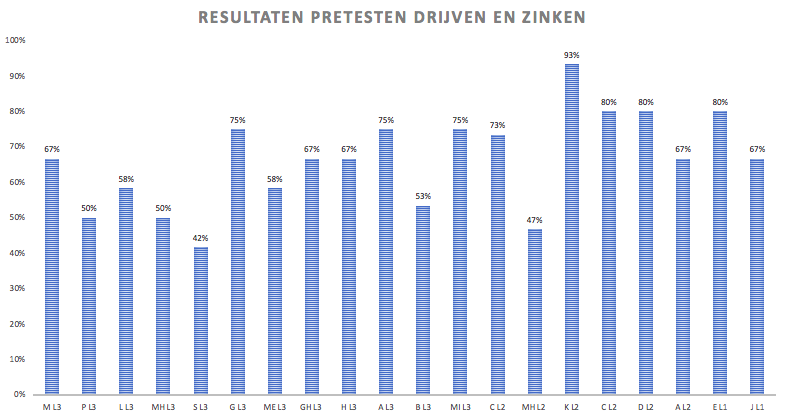 RESULTATEN PRETESTEN DRIJVEN EN ZINKEN
100%
90%
80%
70%
60%
50%
40%
30%
20%
10%
0%
67%
50%
58%
50%
42%
75%
58%
67%
67%
75%
53%
75%
73%
47%
93%
80%
80%
67%
80%
67%
M L3
P L3
L L3
MH L3
S L3
G L3
ME L3
GH L3
H L3
A L3
B L3
MI L3
C L2
MH L2
K L2
C L2
D L2
A L2
E L1
J L1